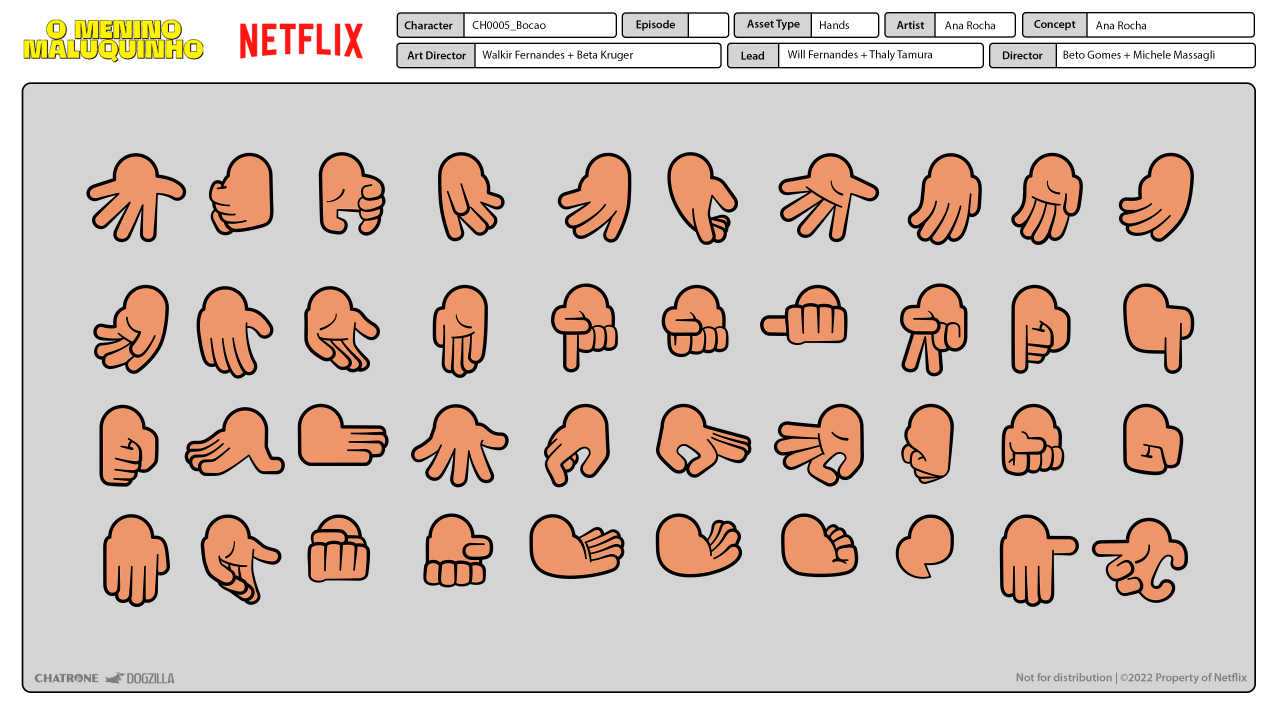 O MENINO
MALUQUINHO
NETFLIX
Character CH0005_Bocao Episode Asset Type Hands Artist Ana Rocha Concept Ana Rocha
Art Director Walkir Fernandes + Beta Kruger Lead Will Fernandes + Thaly Tamura Director Beto Gomes + Michele Massagli
CHATRONE DOGZILLA
Not for distribution | ©2022 Property of Netflix